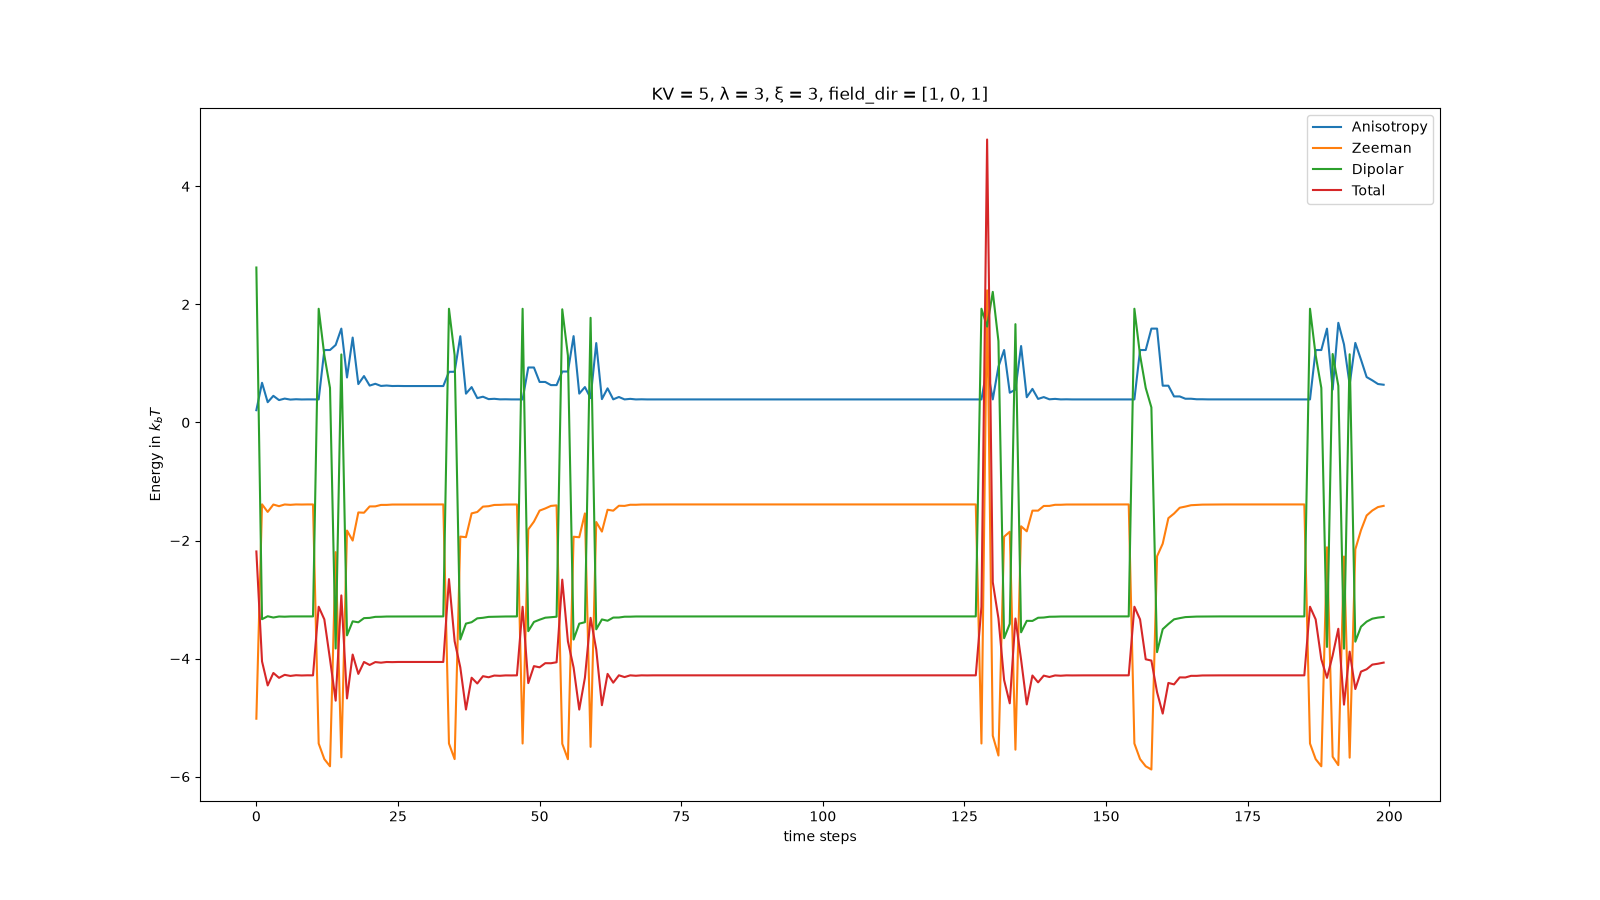 KV = 5, λ = 3, ξ = 3, field_dir = [1, 0, 1]
Anisotropy
Zeeman
Dipolar
Total
Energy in k_bT
4
2
0
−2
−4
−6
0 25 50 75 100 125 150 175 200
time steps